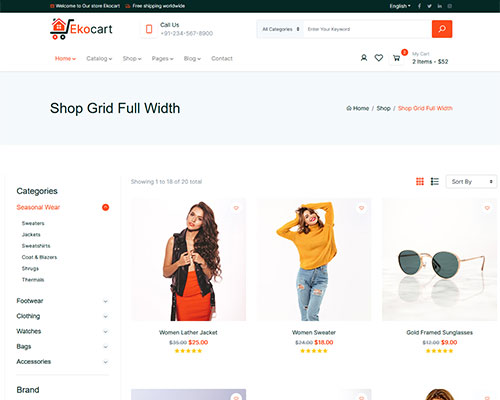 Welcome to Our store Ekocart
Free shipping worldwide
English
Ekocart
Call Us
+91-234-567-8900
All Categories
Enter Your Keyword
Home
Catalog
Shop
Pages
Blog
Contact
0
My Cart
2 Items - $52
Shop Grid Full Width
Home / Shop / Shop Grid Full Width
Categories
Seasonal Wear
Sweaters
Jackets
Sweatshirts
Coat & Blazers
Shrugs
Thermals
Footwear
Clothing
Watches
Bags
Accessories
Brand
Showing 1 to 18 of 20 total
Sort By
Women Lather Jacket
$35.00 $25.00
Women Sweater
$24.00 $18.00
Gold Framed Sunglasses
$12.00 $9.00